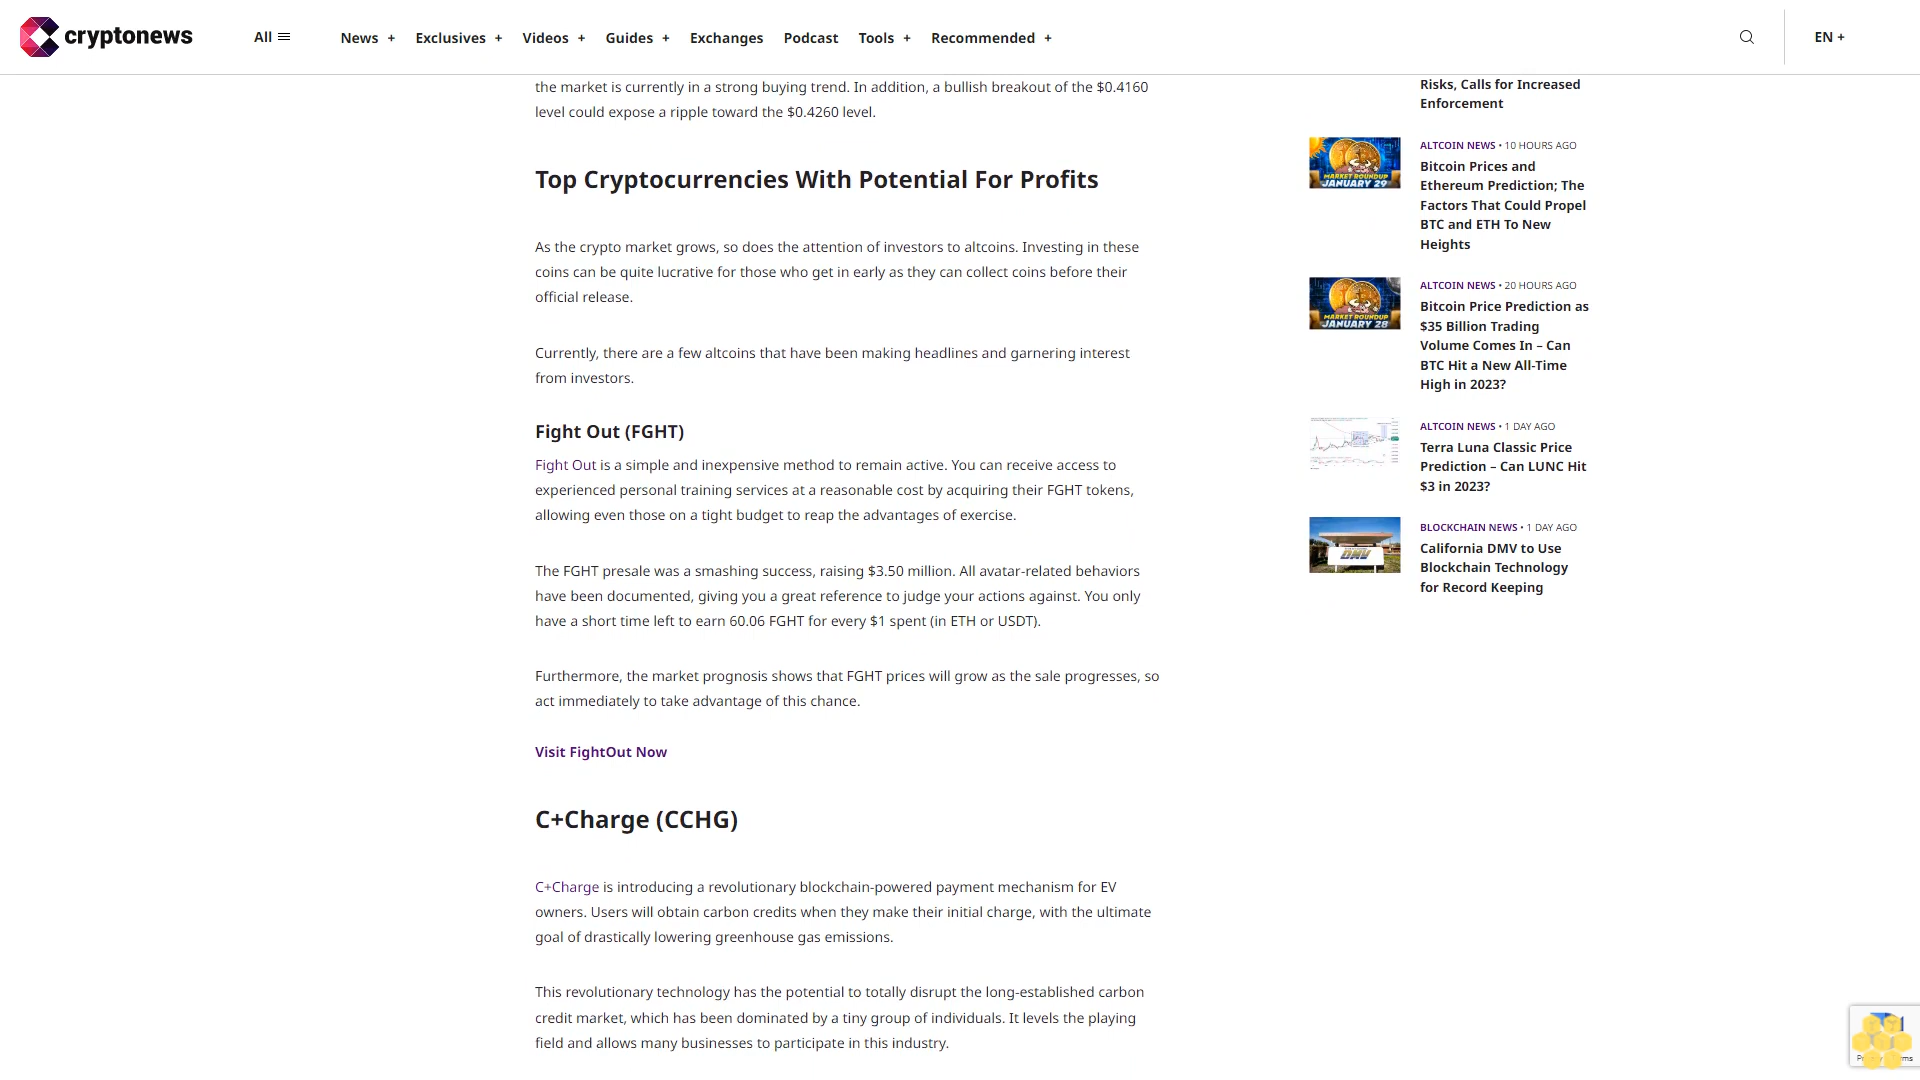 cryptonews
All
News +
Exclusives +
Videos +
Guides +
Exchanges
Podcast
Tools +
Recommended +
EN +
the market is currently in a strong buying trend. In addition, a bullish breakout of the $0.4160
level could expose a ripple toward the $0.4260 level.
Top Cryptocurrencies With Potential For Profits
As the crypto market grows, so does the attention of investors to altcoins. Investing in these
coins can be quite lucrative for those who get in early as they can collect coins before their
official release.
Currently, there are a few altcoins that have been making headlines and garnering interest
from investors.
Fight Out (FGHT)
Fight Out is a simple and inexpensive method to remain active. You can receive access to
experienced personal training services at a reasonable cost by acquiring their FGHT tokens,
allowing even those on a tight budget to reap the advantages of exercise.
The FGHT presale was a smashing success, raising $3.50 million. All avatar-related behaviors
have been documented, giving you a great reference to judge your actions against. You only
have a short time left to earn 60.06 FGHT for every $1 spent (in ETH or USDT).
Furthermore, the market prognosis shows that FGHT prices will grow as the sale progresses, so
act immediately to take advantage of this chance.
Visit FightOut Now
C+Charge (CCHG)
C+Charge is introducing a revolutionary blockchain-powered payment mechanism for EV
owners. Users will obtain carbon credits when they make their initial charge, with the ultimate
goal of drastically lowering greenhouse gas emissions.
This revolutionary technology has the potential to totally disrupt the long-established carbon
credit market, which has been dominated by a tiny group of individuals. It levels the playing
field and allows many businesses to participate in this industry.
Risks, Calls for Increased
Enforcement
MARKET ROUNDUP
JANUARY 29
ALTCOIN NEWS • 10 HOURS AGO
Bitcoin Prices and
Ethereum Prediction; The
Factors That Could Propel
BTC and ETH To New
Heights
MARKET ROUNDUP
JANUARY 28
ALTCOIN NEWS • 20 HOURS AGO
Bitcoin Price Prediction as
$35 Billion Trading
Volume Comes In – Can
BTC Hit a New All-Time
High in 2023?
ALTCOIN NEWS • 1 DAY AGO
Terra Luna Classic Price
Prediction – Can LUNC Hit
$3 in 2023?
DMV
BLOCKCHAIN NEWS • 1 DAY AGO
California DMV to Use
Blockchain Technology
for Record Keeping